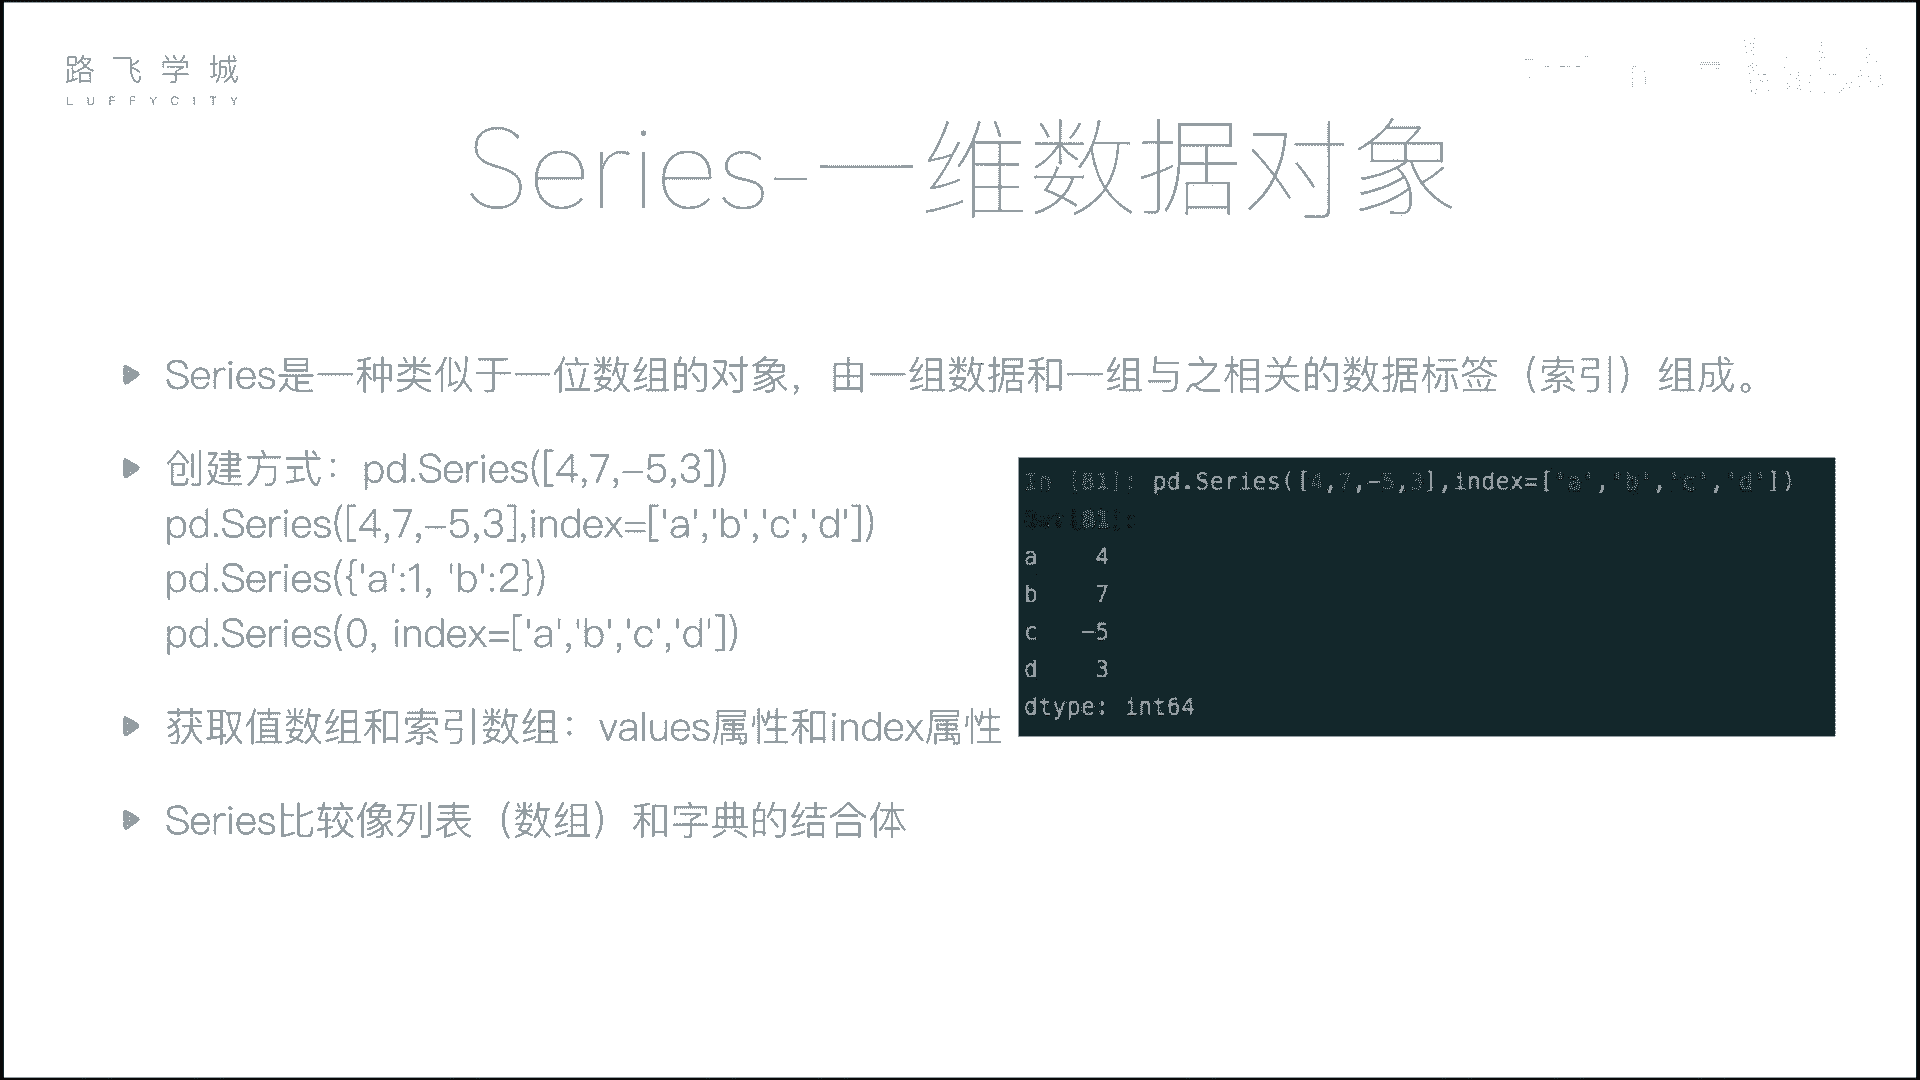 路飞学城
LUFFYCITY
Series-一维数据对象
Series是一种类似于一位数组的对象，由一组数据和一组与之相关的数据标签（索引）组成。
创建方式：pd.Series([4,7,-5,3])
pd.Series([4,7,-5,3],index=['a','b','c','d'])
pd.Series({'a':1, 'b':2})
pd.Series(0, index=['a','b','c','d'])
获取值数组和索引数组：values属性和index属性
Series比较像列表（数组）和字典的结合体
In [81]: pd.Series([4,7,-5,3],index=['a','b','c','d'])
Out[81]:
a    4
b    7
c   -5
d    3
dtype: int64